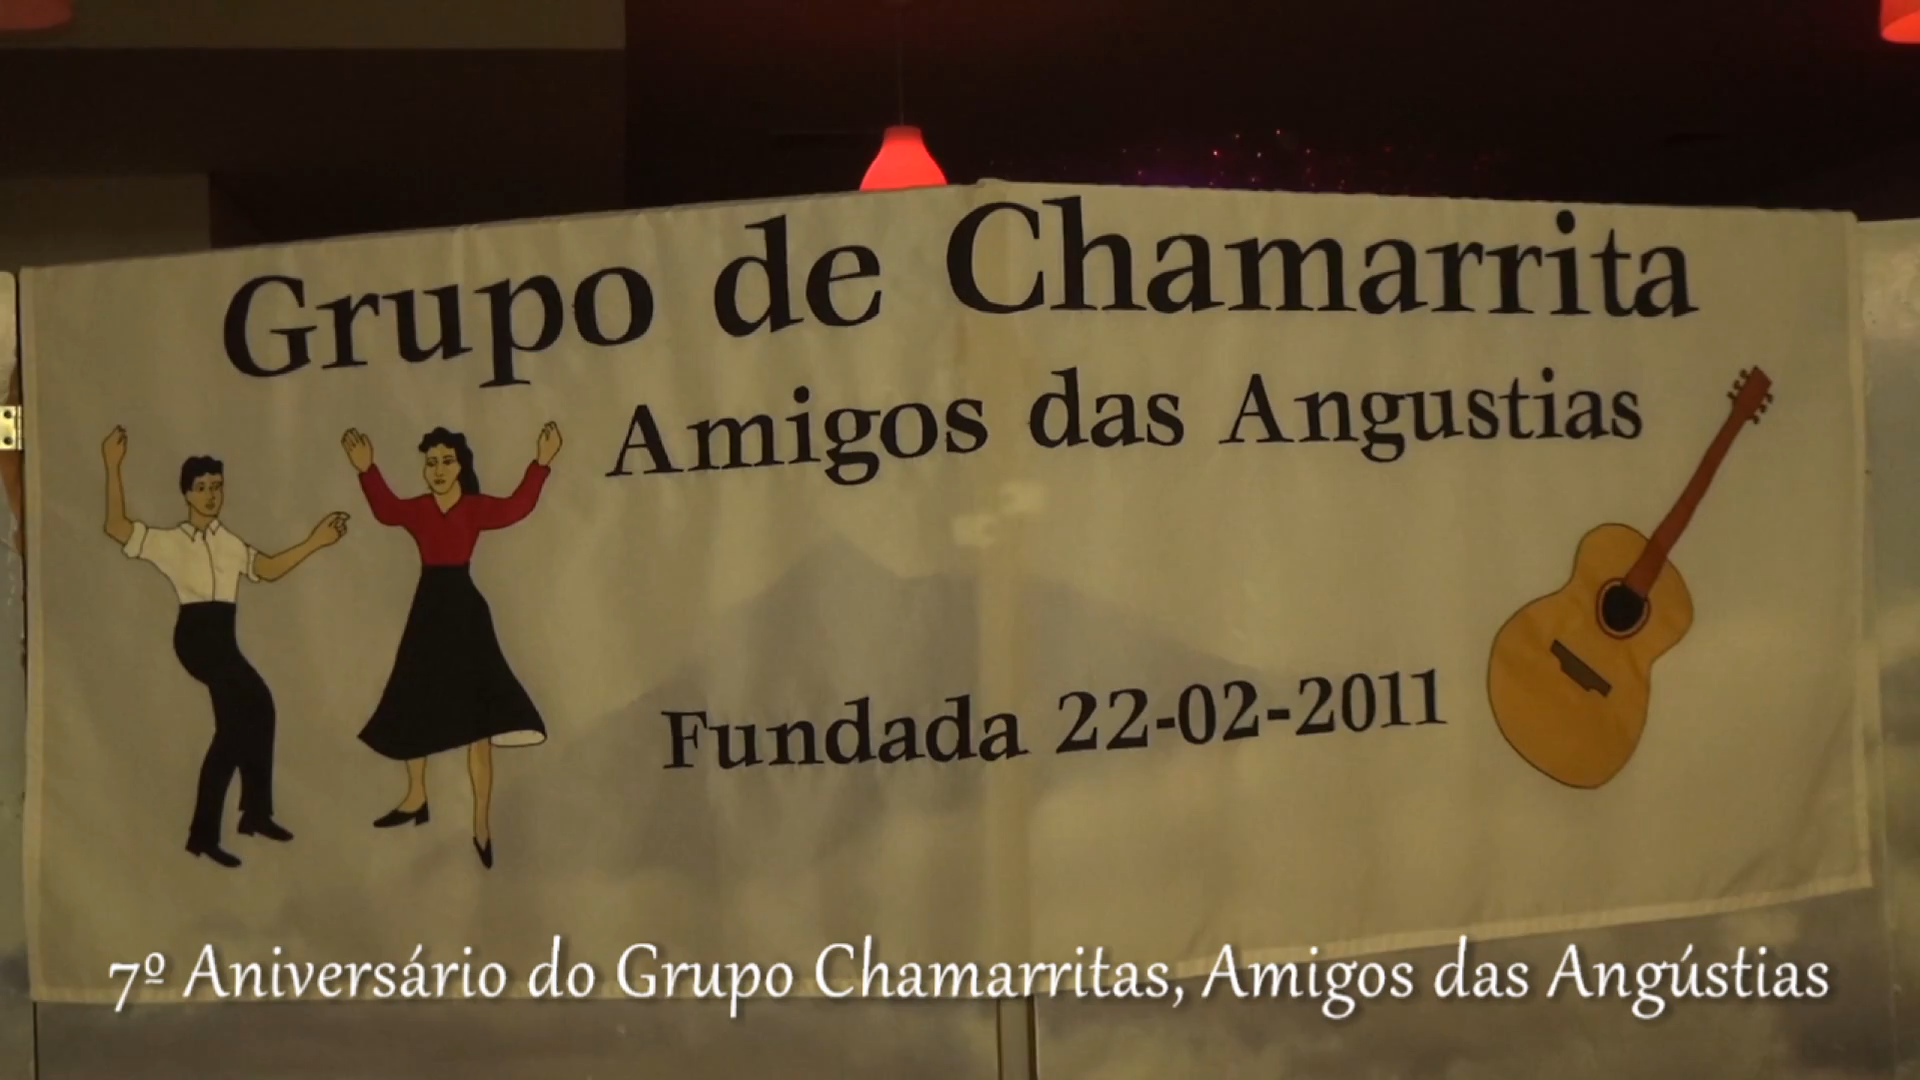 Grupo de Chamarrita
Amigos das Angustias
Fundada 22-02-2011
7º Aniversário do Grupo Chamarritas, Amigos das Angústias